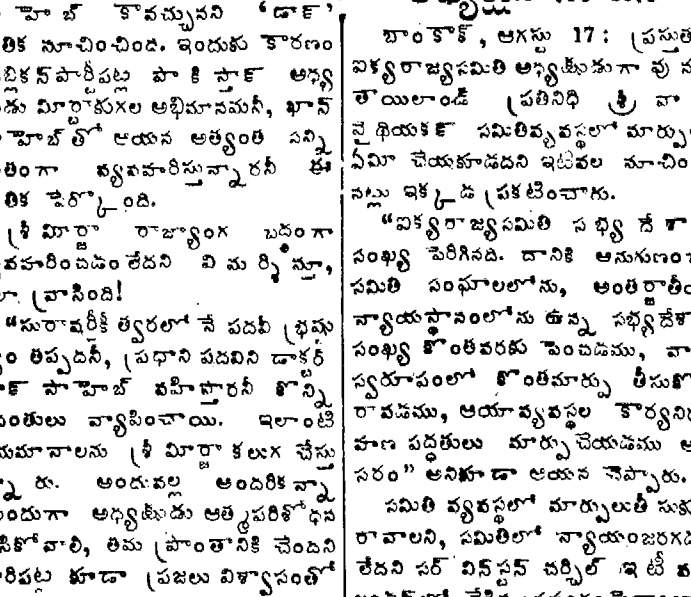 హెబ్ కావచ్చునని "డాక్"
తిక సూచించింది. ఇందుకు కారణం
బ్లికన్ పార్టీపట్ల పాకిస్తాన్ అధ్య
డు మిర్జాకుగల అభిమానమనీ, ఖాన్
హెబ్ తో ఆయన అత్యంత సన్ని
తంగా వ్యవహరిస్తున్నారనీ ఈ
తిక పేర్కొంది.
శ్రీ మిర్జా రాజ్యాంగ బద్ధంగా
వహరించడం లేదని విమర్శిస్తూ,
లా వ్రాసింది!
"సురావర్దీకి త్వరలోనే పదవీ భ్రష్ట
ం తప్పదనీ, ప్రధాని పదవిని డాక్టర్
న్ సాహెబ్ వహిస్తారనీ కొన్ని
దంతులు వ్యాపించాయి. ఇలాంటి
యమానాలను శ్రీ మిర్జా కలుగ చేస్తు
న్నారు. అందువల్ల అందరికన్నా
ందుగా అధ్యక్షుడు ఆత్మపరిశోధన
సికోవాలి, తమ ప్రాంతానికి చెందని
రిపట్ల కూడా ప్రజలు విశ్వాసంతో
బాంకాక్, ఆగస్టు 17: ప్రస్తుత
ఐక్యరాజ్యసమితి అధ్యక్షుడుగా వున
తాయిలాండ్ ప్రతినిధి శ్రీ వా
వై థియకన్ సమితివ్యవస్థలో మార్పు
ఏమీ చేయకూడదని ఇటీవల సూచిం
నట్లు ఇక్కడ ప్రకటించాగు.
"ఐక్యరాజ్యసమితి సభ్య దేశా
సంఖ్య పెరిగినది. దానికి అనుగుణంగ
సమితి సంఘాలలోను, అంతర్జాతీయ
న్యాయస్థానంలోను ఉన్న సభ్యదేశా
సంఖ్య కొంతవరకు పెంచడము, వా
స్వరూపంలో కొంతమార్పు తీసుకొ
రావడము, ఆయావ్యవస్థల కార్యనిర
హణ పద్ధతులు మార్పుచేయడము అ
సరం" అనికూడా ఆయన చెప్పారు.
సమితి వ్యవస్థలో మార్పులుతీసుక
రావాలని, సమితిలో న్యాయంజరగడ
లేదని సర్ విన్‌స్టన్ చర్చిల్ ఇటీవ